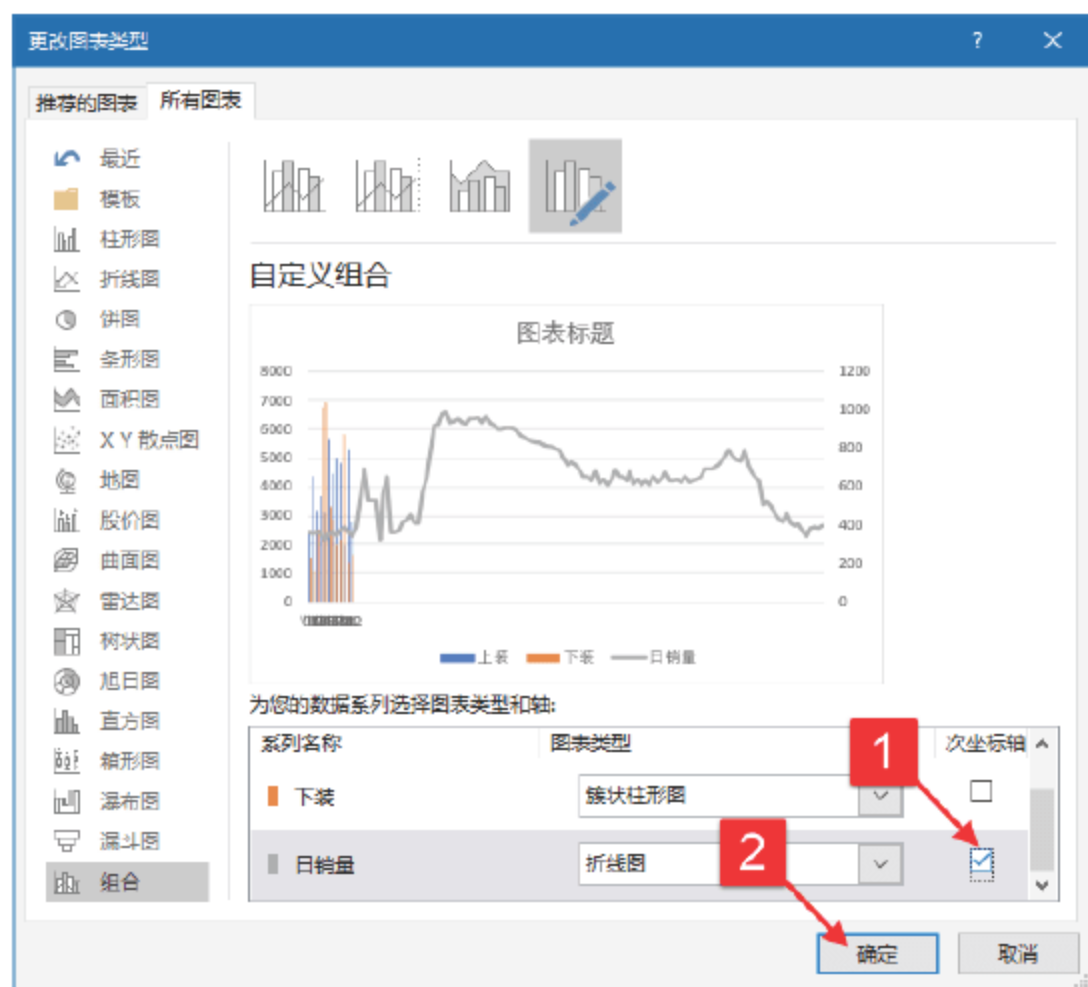 更改图表类型
?
×
推荐的图表 所有图表
最近
模板
柱形图
折线图
饼图
条形图
面积图
X Y 散点图
地图
股价图
曲面图
雷达图
树状图
旭日图
直方图
箱形图
瀑布图
漏斗图
组合
自定义组合
图表标题
8000
7000
6000
5000
4000
3000
2000
1000
0
1200
1000
800
600
400
200
0
上装 下装 日销量
为您的数据系列选择图表类型和轴:
系列名称 图表类型 次坐标轴
下装 簇状柱形图
日销量 折线图
1
2
确定 取消